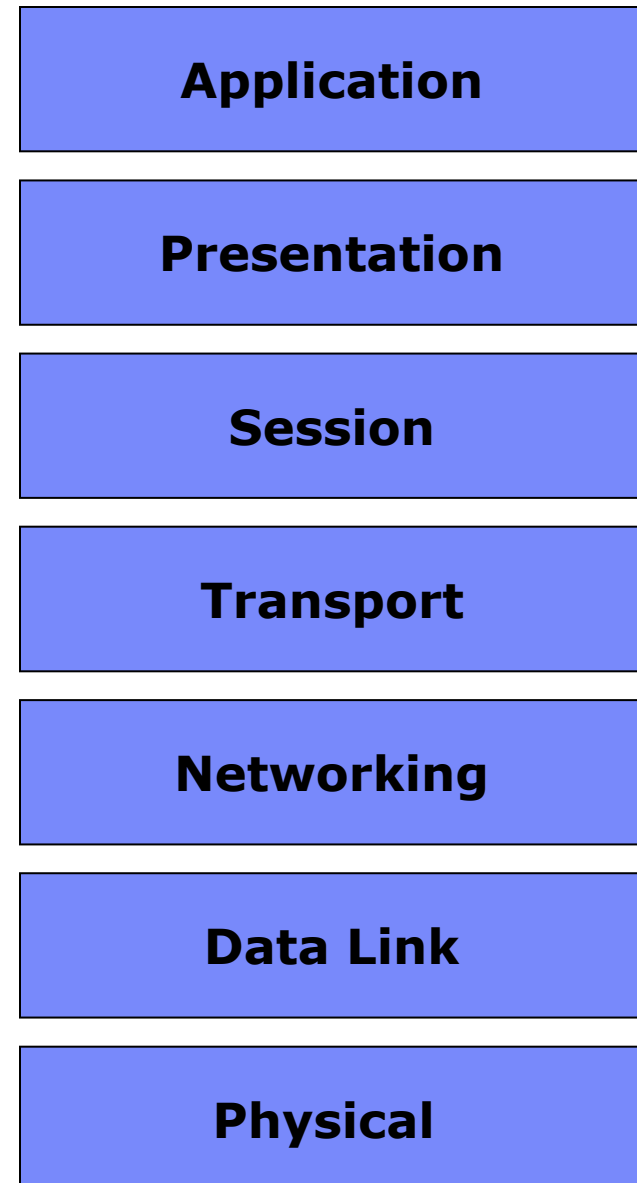 Application
Presentation
Session
Transport
Networking
Data Link
Physical